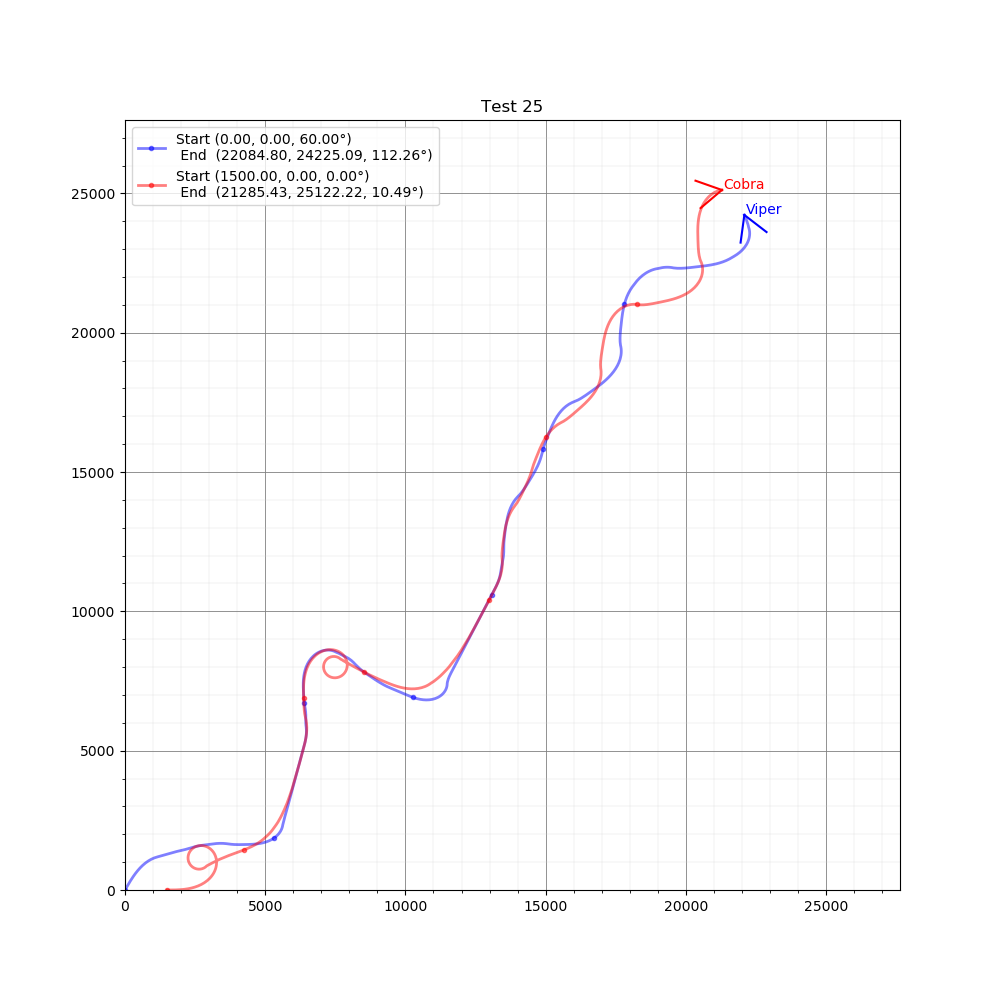 Test 25
Start (0.00, 0.00, 60.00°)
End (22084.80, 24225.09, 112.26°)
Start (1500.00, 0.00, 0.00°)
End (21285.43, 25122.22, 10.49°)
Cobra
Viper
25000
20000
15000
10000
5000
0
0 5000 10000 15000 20000 25000